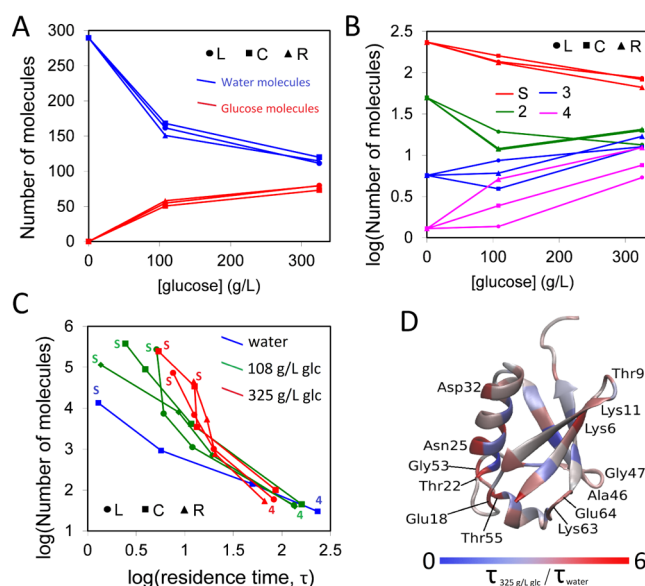 A
300
250
200
150
100
50
0
Number of molecules
L C R
Water molecules
Glucose molecules
0 100 200 300
[glucose] (g/L)
B
2.5
2
1.5
1
0.5
0
log(Number of molecules)
L C R
S 3
2 4
0 100 200 300
[glucose] (g/L)
C
6
5
4
3
2
1
0
log(Number of molecules)
S S S
S
S
S
water
108 g/L glc
325 g/L glc
L C R
4 4
0 0.5 1 1.5 2 2.5
log(residence time, τ)
D
Thr9
Asp32
Lys11
Lys6
Asn25
Gly53
Thr22
Gly47
Ala46
Glu64
Glu18
Lys63
Thr55
0 6
τ 325 g/L glc / τ water